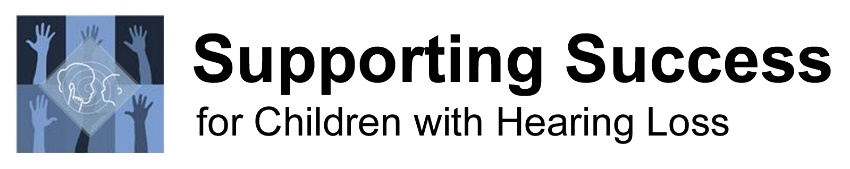 Supporting Success
for Children with Hearing Loss